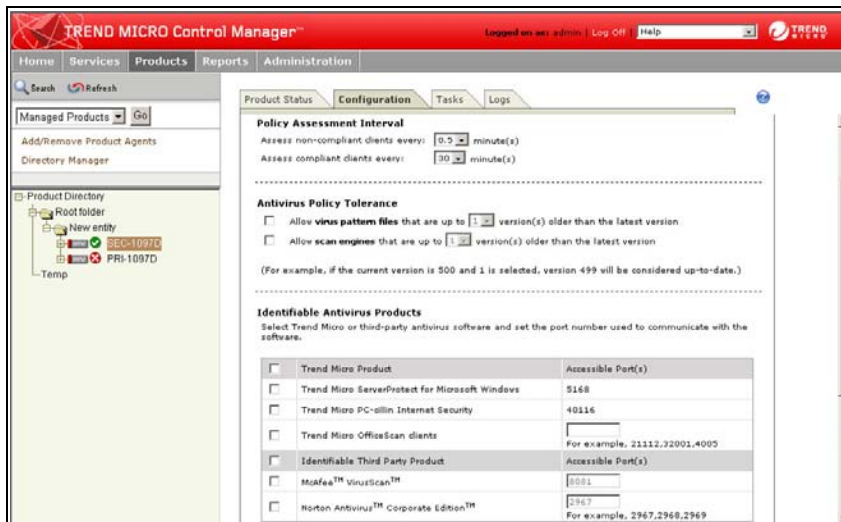 TREND MICRO Control Manager™
Logged on as: admin | Log Off | Help
TREND MICRO
Home Services Products Reports Administration
Search Refresh
Managed Products Go
Add/Remove Product Agents
Directory Manager
Product Directory
Root folder
New entity
SEC-1097D
PRI-1097D
Temp
Product Status Configuration Tasks Logs
Policy Assessment Interval
Assess non-compliant clients every: 0.5 minute(s)
Assess compliant clients every: 30 minute(s)
Antivirus Policy Tolerance
Allow virus pattern files that are up to 1 version(s) older than the latest version
Allow scan engines that are up to 1 version(s) older than the latest version
(For example, if the current version is 500 and 1 is selected, version 499 will be considered up-to-date.)
Identifiable Antivirus Products
Select Trend Micro or third-party antivirus software and set the port number used to communicate with the
software.
Trend Micro Product Accessible Port(s)
Trend Micro ServerProtect for Microsoft Windows 5168
Trend Micro PC-cillin Internet Security 40116
Trend Micro OfficeScan clients
For example, 21112,32001,4005
Identifiable Third Party Product Accessible Port(s)
McAfee™ VirusScan™ 8081
Norton Antivirus™ Corporate Edition™ 2967
For example, 2967,2968,2969